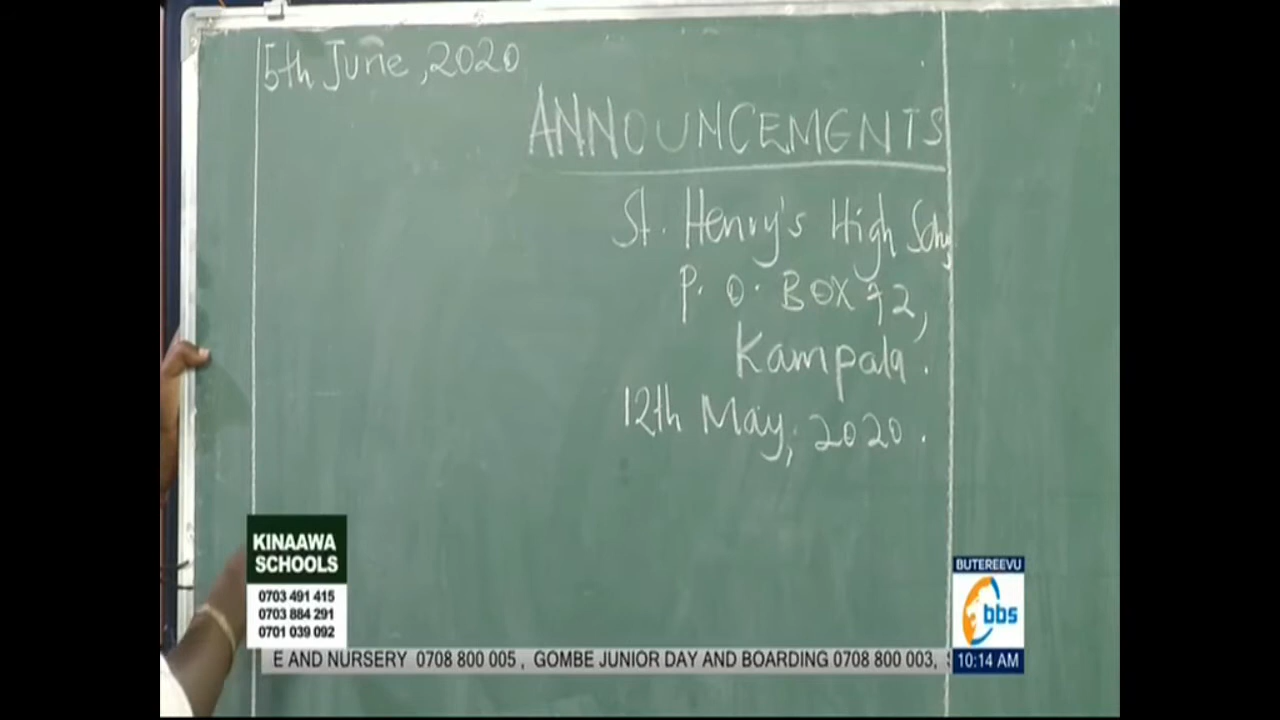 5th June, 2020
ANNOUNCEMENTS
St. Henry's High
P. O. BOX 72,
Kampala.
12th May, 2020.
KINAAWA
SCHOOLS
0703 491 415
0703 884 291
0701 039 092
BUTEREEVU
bbs
E AND NURSERY 0708 800 005 , GOMBE JUNIOR DAY AND BOARDING 0708 800 003,
10:14 AM